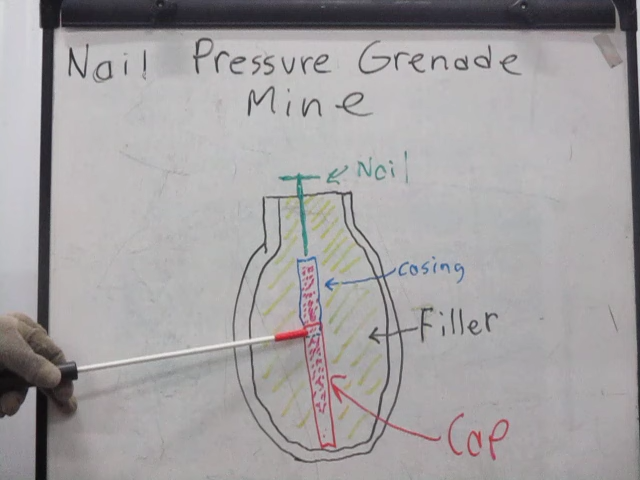 Nail Pressure Grenade
Mine
Nail
casing
Filler
Cap